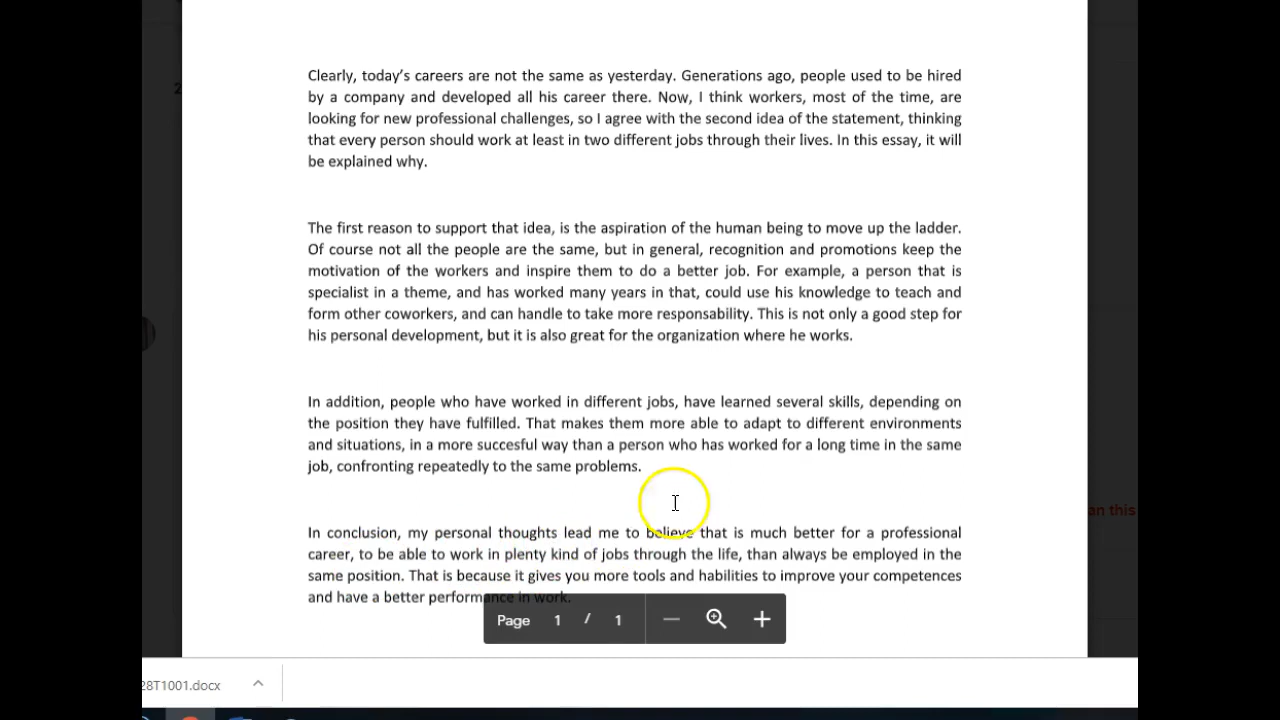 Clearly, today's careers are not the same as yesterday. Generations ago, people used to be hired
by a company and developed all his career there. Now, I think workers, most of the time, are
looking for new professional challenges, so I agree with the second idea of the statement, thinking
that every person should work at least in two different jobs through their lives. In this essay, it will
be explained why.
The first reason to support that idea, is the aspiration of the human being to move up the ladder.
Of course not all the people are the same, but in general, recognition and promotions keep the
motivation of the workers and inspire them to do a better job. For example, a person that is
specialist in a theme, and has worked many years in that, could use his knowledge to teach and
form other coworkers, and can handle to take more responsability. This is not only a good step for
his personal development, but it is also great for the organization where he works.
an this
In addition, people who have worked in different jobs, have learned several skills, depending on
the position they have fulfilled. That makes them more able to adapt to different environments
and situations, in a more succesful way than a person who has worked for a long time in the same
job, confronting repeatedly to the same problems.
In conclusion, my personal thoughts lead me to believe that is much better for a professional
career, to be able to work in plenty kind of jobs through the life, than always be employed in the
same position. That is because it gives you more tools and habilities to improve your competences
and have a better performance in work.
Page 1 / 1
28T1001.docx